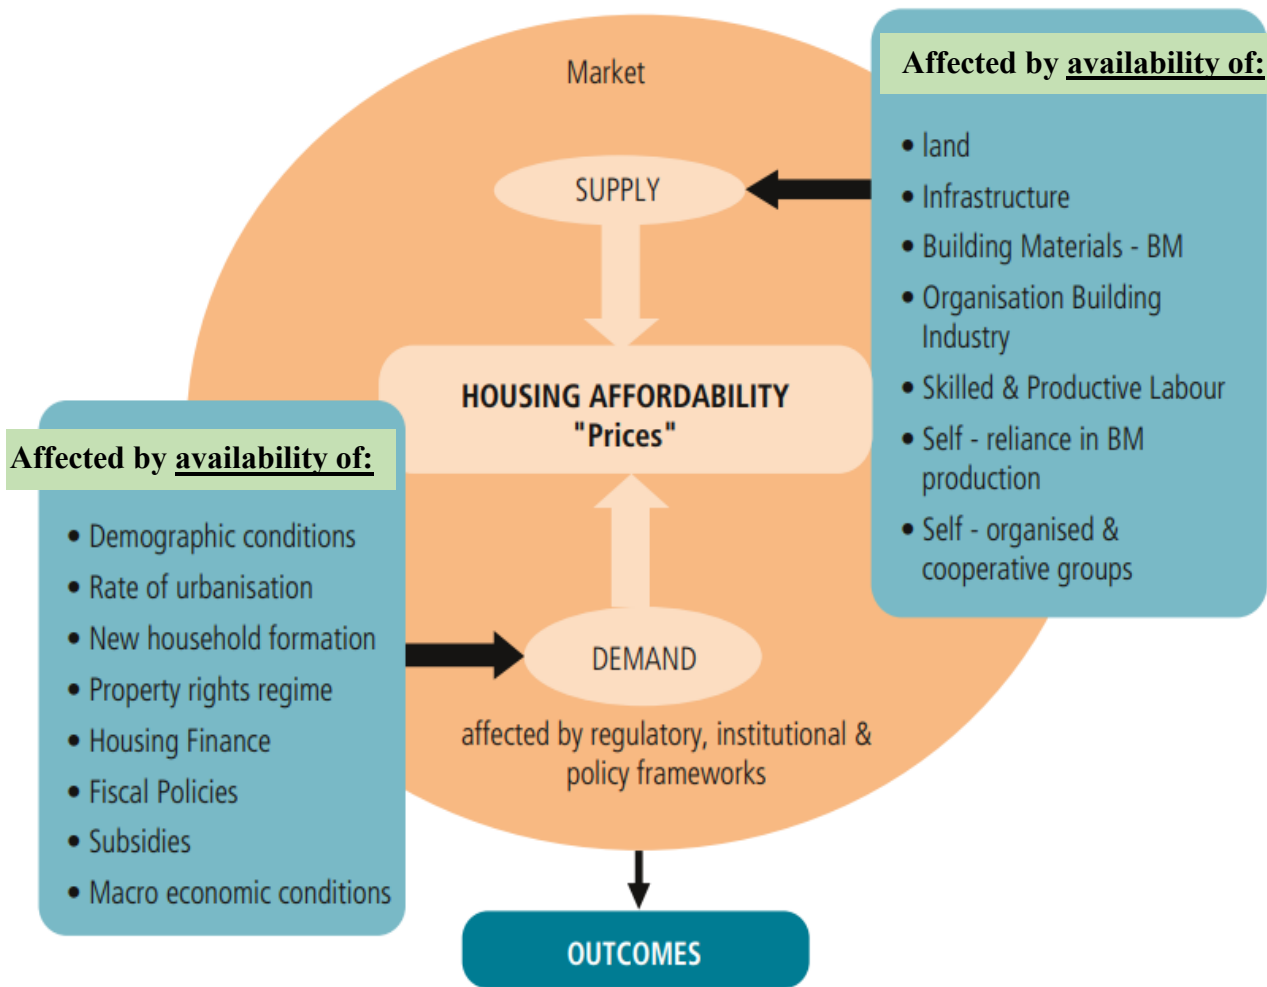 Market
SUPPLY
HOUSING AFFORDABILITY
"Prices"
DEMAND
affected by regulatory, institutional &
policy frameworks
OUTCOMES
Affected by availability of:
• land
• Infrastructure
• Building Materials - BM
• Organisation Building
Industry
• Skilled & Productive Labour
• Self - reliance in BM
production
• Self - organised &
cooperative groups
Affected by availability of:
• Demographic conditions
• Rate of urbanisation
• New household formation
• Property rights regime
• Housing Finance
• Fiscal Policies
• Subsidies
• Macro economic conditions